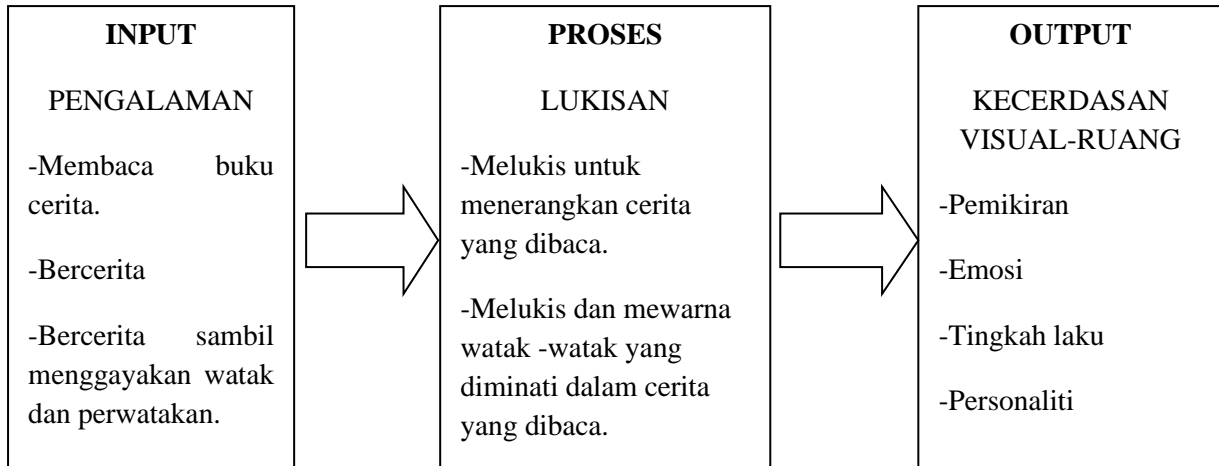 INPUT
PENGALAMAN
-Membaca buku
cerita.
-Bercerita
-Bercerita sambil
menggayakan watak
dan perwatakan.
PROSES
LUKISAN
-Melukis untuk
menerangkan cerita
yang dibaca.
-Melukis dan mewarna
watak -watak yang
diminati dalam cerita
yang dibaca.
OUTPUT
KECERDASAN
VISUAL-RUANG
-Pemikiran
-Emosi
-Tingkah laku
-Personaliti